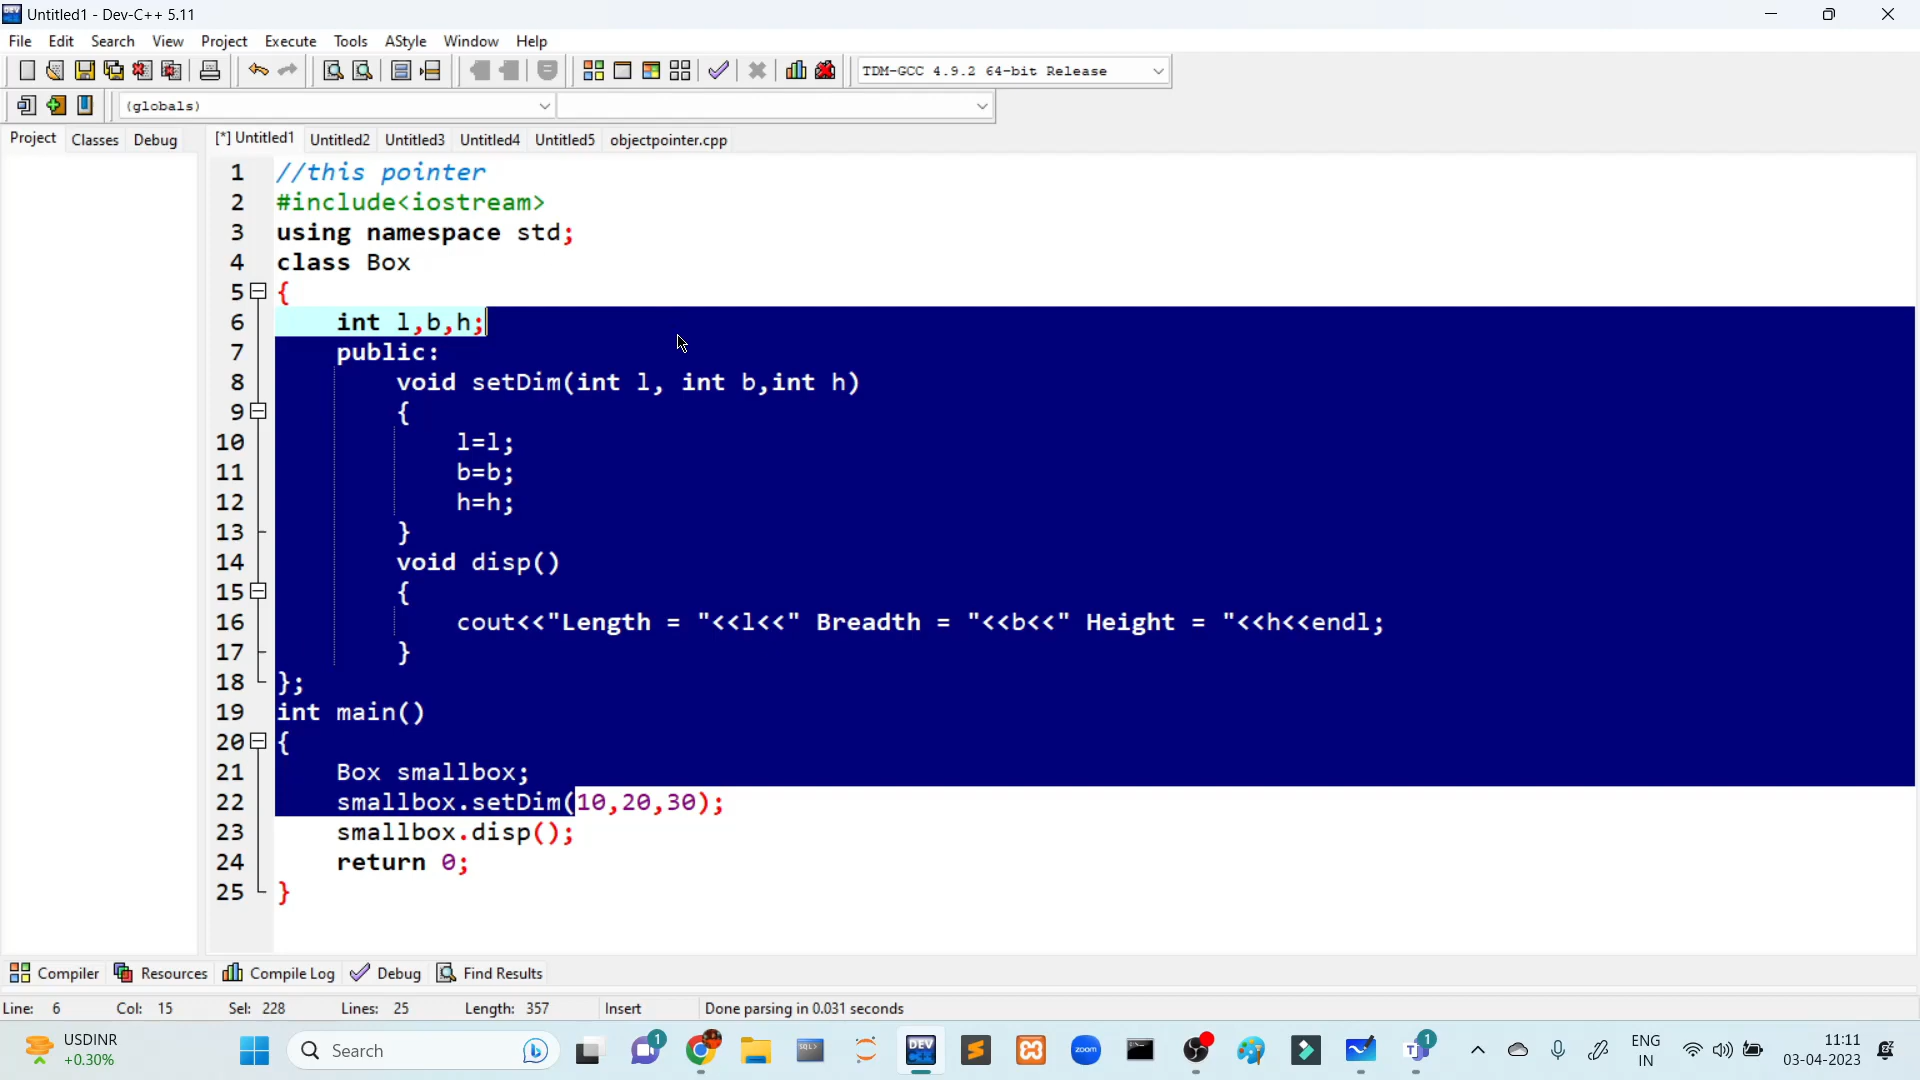 Untitled1 - Dev-C++ 5.11
File Edit Search View Project Execute Tools AStyle Window Help
TDM-GCC 4.9.2 64-bit Release
(globals)
Project Classes Debug [*] Untitled1 Untitled2 Untitled3 Untitled4 Untitled5 objectpointer.cpp
1 //this pointer
2 #include<iostream>
3 using namespace std;
4 class Box
5 {
6 int l,b,h;
7 public:
8 void setDim(int l, int b,int h)
9 {
10 l=l;
11 b=b;
12 h=h;
13 }
14 void disp()
15 {
16 cout<<"Length = "<<l<<" Breadth = "<<b<<" Height = "<<h<<endl;
17 }
18 };
19 int main()
20 {
21 Box smallbox;
22 smallbox.setDim(10,20,30);
23 smallbox.disp();
24 return 0;
25 }
Compiler Resources Compile Log Debug Find Results
Line: 6 Col: 15 Sel: 228 Lines: 25 Length: 357 Insert Done parsing in 0.031 seconds
USDINR
+0.30%
Search
1
SQL>
DEV
zoom
1
ENG
IN
11:11
03-04-2023